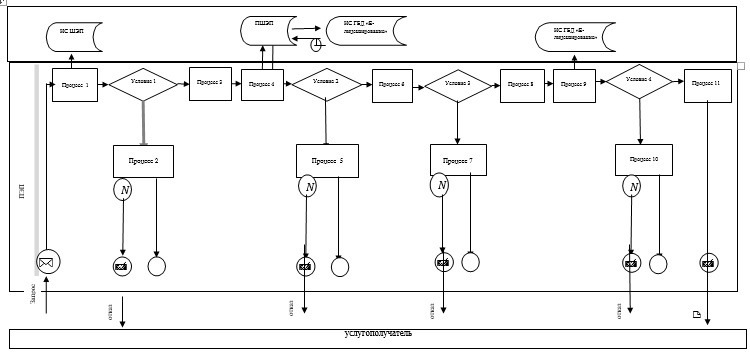 ИС ШЭП
ПШЭП
ИС ГБД «Е-
лицензирование»
ИС ГБД «Е-
лицензирование»
Процесс 1
Условие 1
Процесс 3
Процесс 4
Условие 2
Процесс 6
Условие 3
Процесс 8
Процесс 9
Условие 4
Процесс 11
Процесс 2
Процесс 5
Процесс 7
Процесс 10
N
N
N
N
ПЭП
Запрос
отказ
отказ
отказ
отказ
услугополучатель